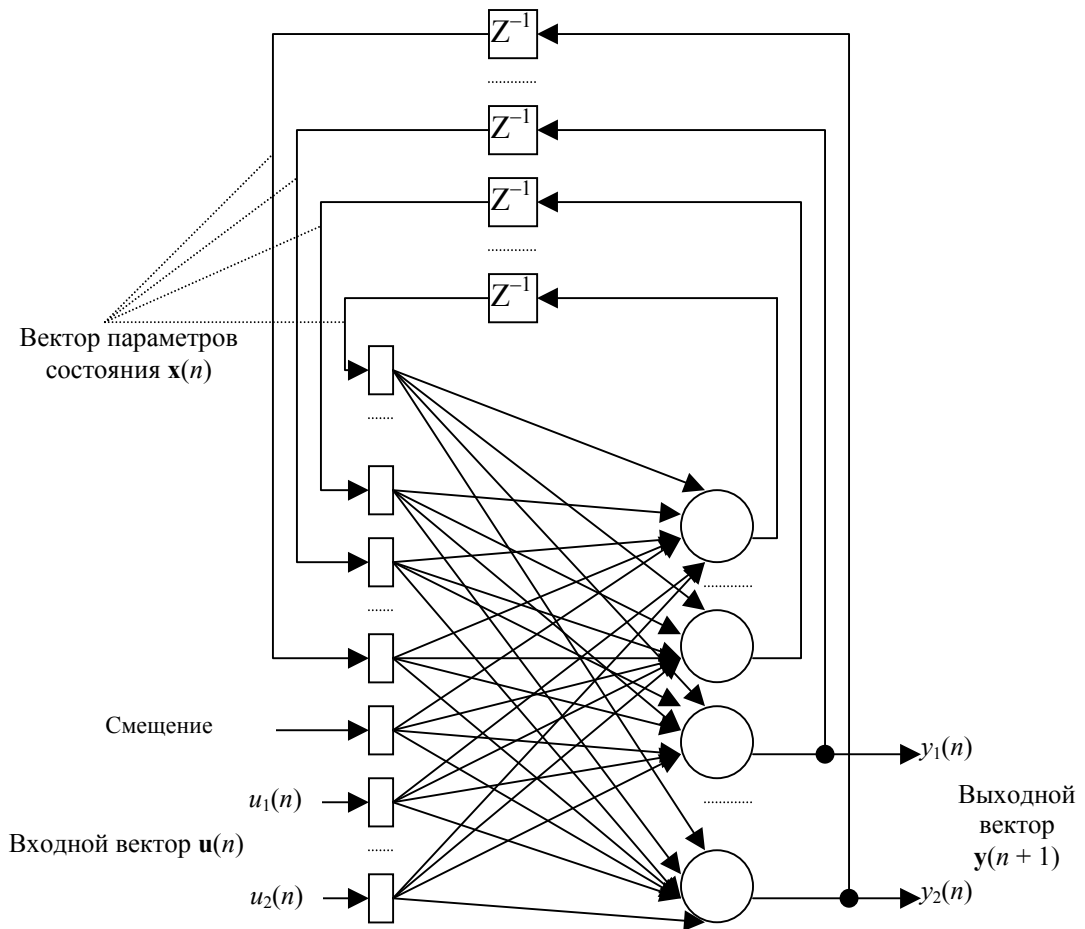 Z⁻¹
Z⁻¹
Z⁻¹
Z⁻¹
Вектор параметров
состояния x(n)
Смещение
u₁(n)
Входной вектор u(n)
u₂(n)
y₁(n)
Выходной
вектор
y(n + 1)
y₂(n)